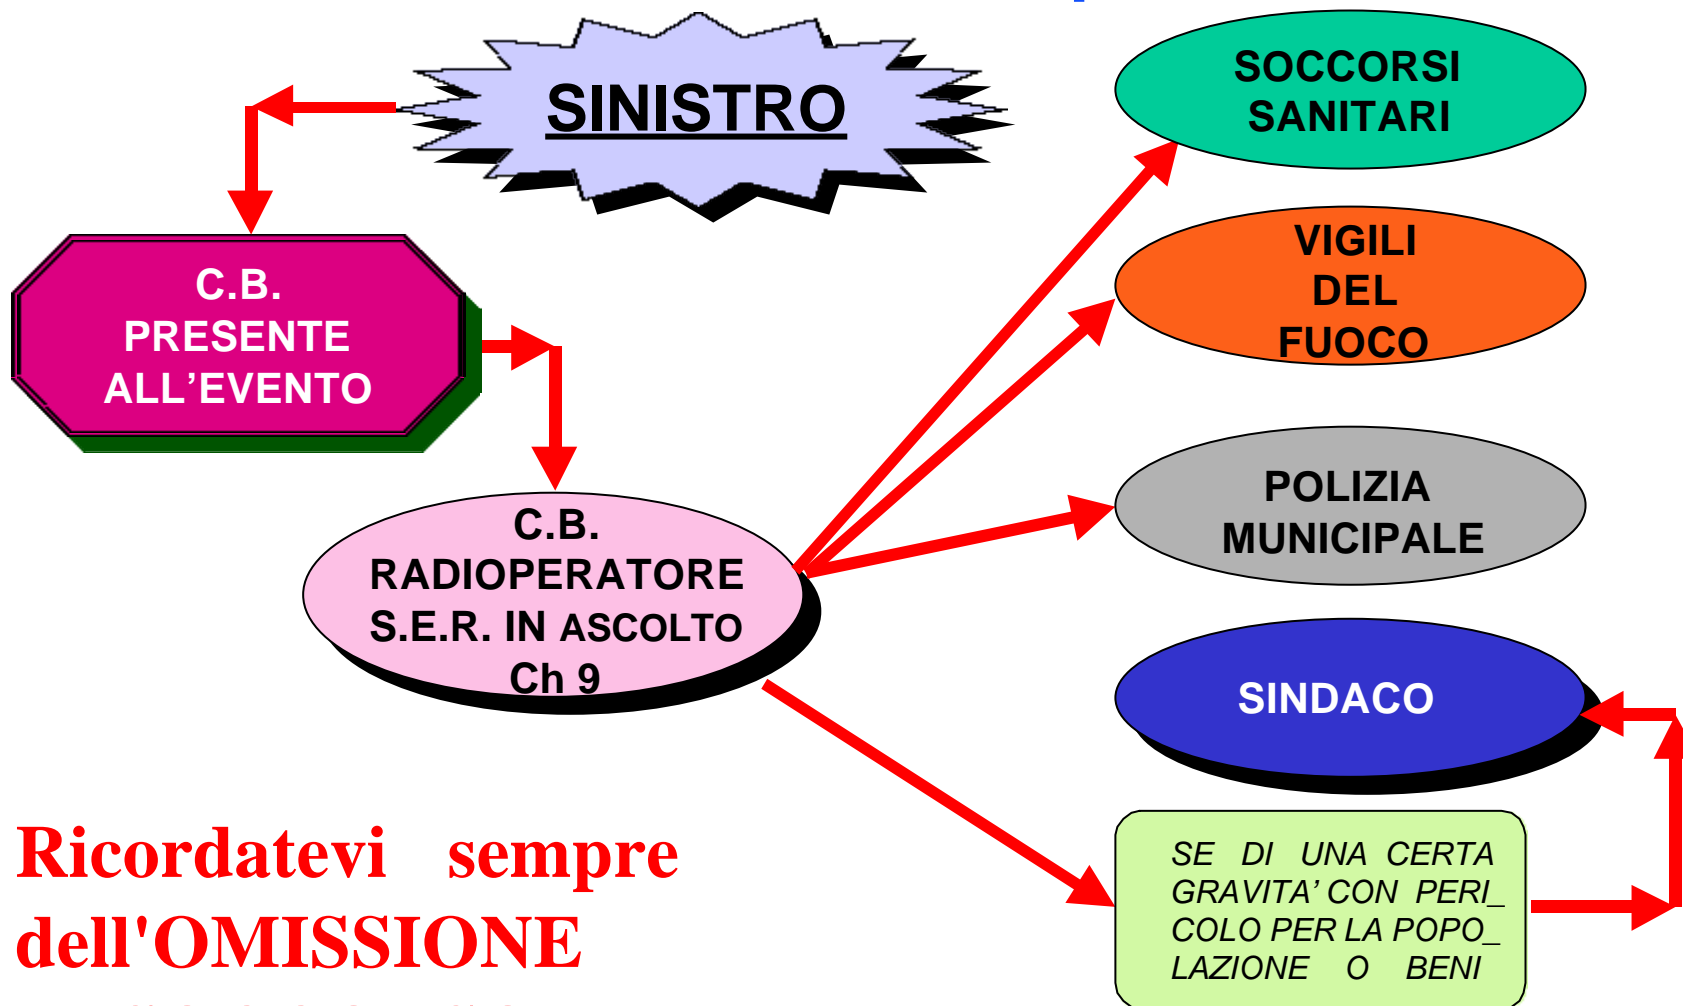 SINISTRO
SOCCORSI
SANITARI
C.B.
PRESENTE
ALL’EVENTO
VIGILI
DEL
FUOCO
C.B.
RADIOPERATORE
S.E.R. IN ASCOLTO
Ch 9
POLIZIA
MUNICIPALE
SINDACO
SE DI UNA CERTA
GRAVITA’ CON PERI_
COLO PER LA POPO_
LAZIONE O BENI
Ricordatevi sempre
dell'OMISSIONE